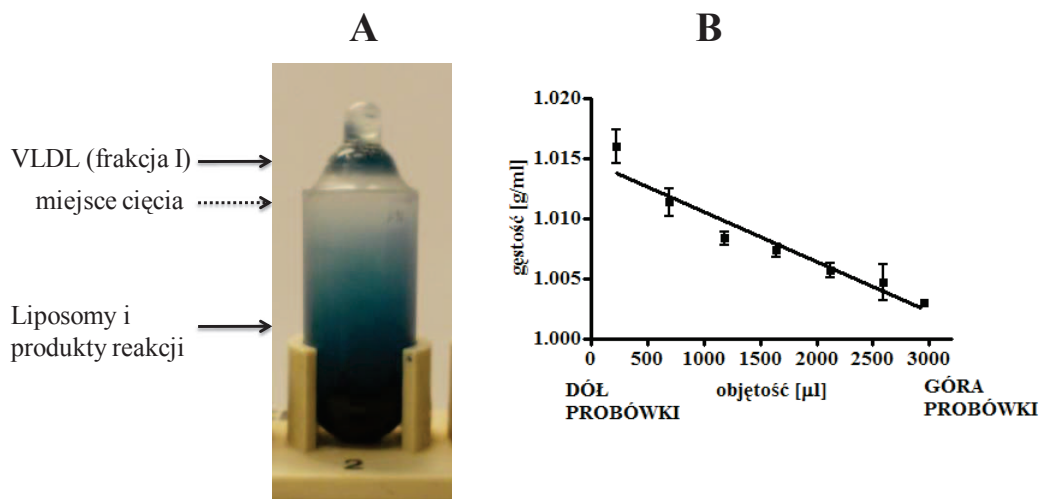 A
B
VLDL (frakcja I)
miejsce cięcia
Liposomy i
produkty reakcji
2
gęstość [g/ml]
1.020
1.015
1.010
1.005
1.000
0
500
1000
1500
2000
2500
3000
DÓŁ
PROBÓWKI
objętość [µl]
GÓRA
PROBÓWKI